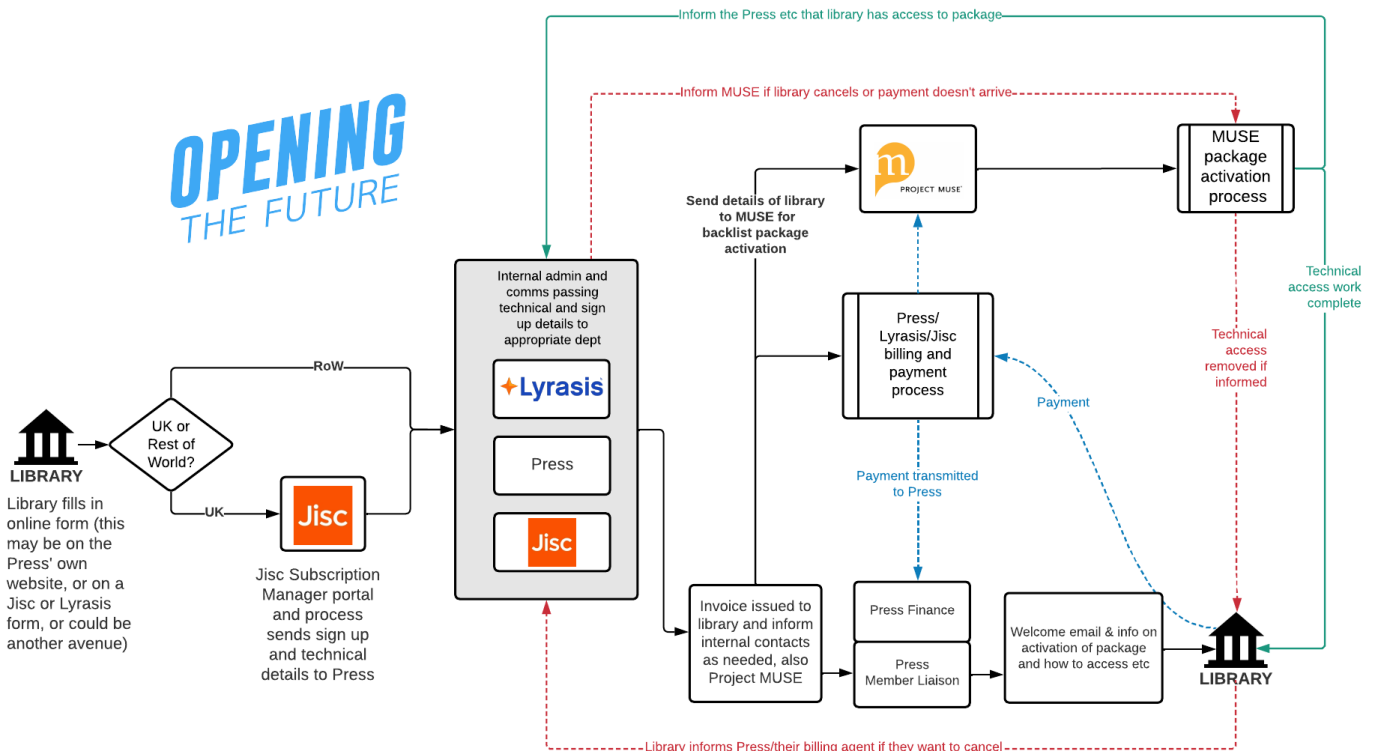 Inform the Press etc that library has access to package
Inform MUSE if library cancels or payment doesn't arrive
OPENING
THE FUTURE
m
PROJECT MUSE
MUSE
package
activation
process
Send details of library
to MUSE for
backlist package
activation
Internal admin and
comms passing
technical and sign
up details to
appropriate dept
Lyrasis
Press
Jisc
Technical
access work
complete
Technical
access
removed if
informed
Press/
Lyrasis/Jisc
billing and
payment
process
Payment
Payment transmitted
to Press
RoW
UK or
Rest of
World?
UK
LIBRARY
Library fills in
online form (this
may be on the
Press' own
website, or on a
Jisc or Lyrasis
form, or could be
another avenue)
Jisc
Jisc Subscription
Manager portal
and process
sends sign up
and technical
details to Press
Invoice issued to
library and inform
internal contacts
as needed, also
Project MUSE
Press Finance
Press
Member Liaison
Welcome email & info on
activation of package
and how to access etc
LIBRARY
Library informs Press/their billing agent if they want to cancel